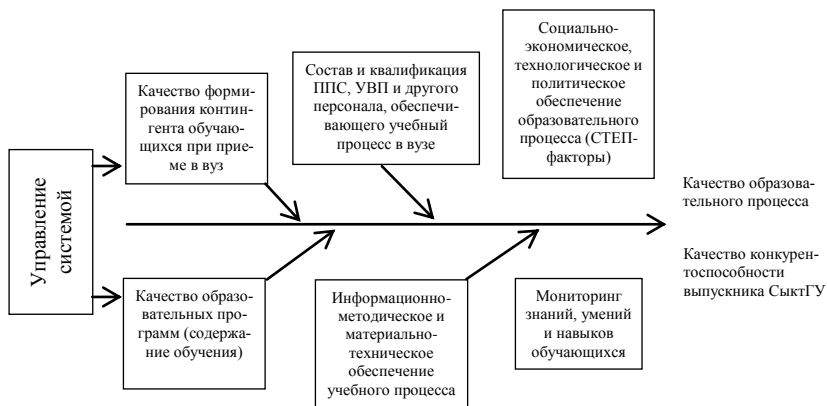 Управление
системой
Качество форми-
рования контин-
гента обучаю-
щихся при прие-
ме в вуз
Состав и квалификация
ППС, УВП и другого
персонала, обеспечи-
вающего учебный
процесс в вузе
Социально-
экономическое,
технологическое и
политическое
обеспечение
образовательного
процесса (СТЕП-
факторы)
Качество образова-
тельного процесса
Качество конкурен-
тоспособности
выпускника СыктГУ
Качество образо-
вательных про-
грамм (содержа-
ние обучения)
Информационно-
методическое и
материально-
техническое
обеспечение
учебного процесса
Мониторинг
знаний, умений
и навыков
обучающихся